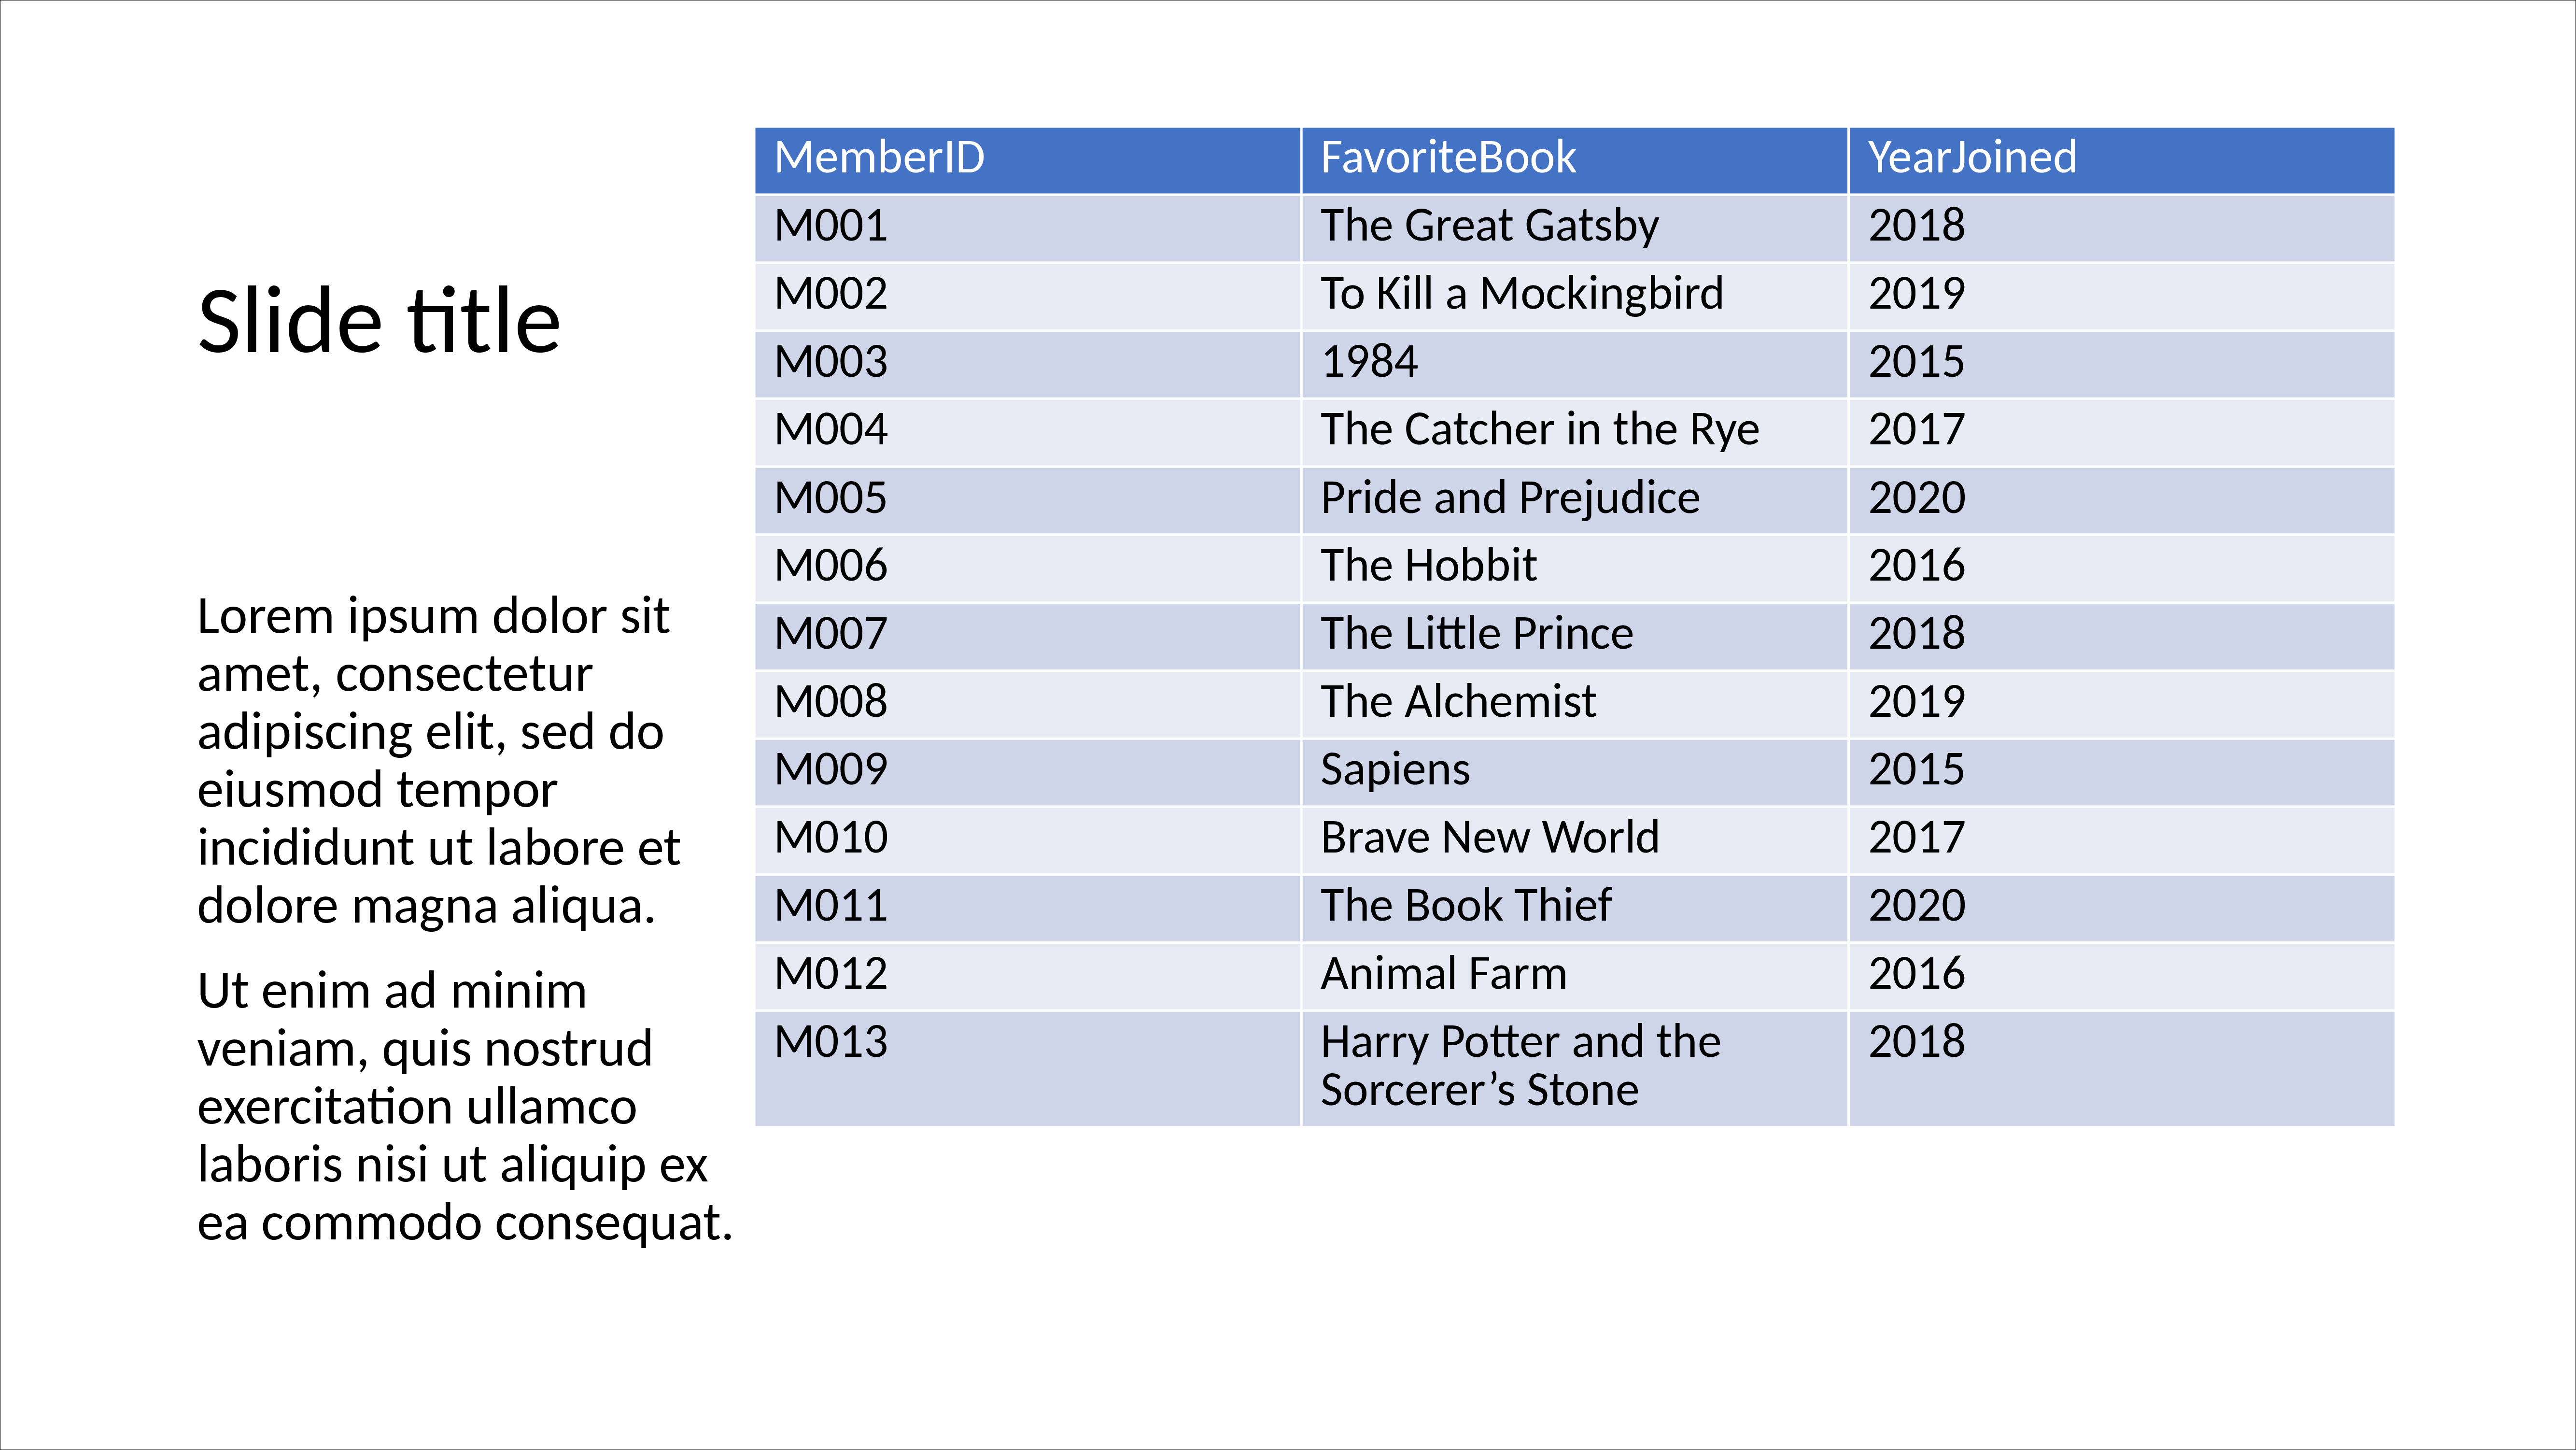 Slide title
Lorem ipsum dolor sit
amet, consectetur
adipiscing elit, sed do
eiusmod tempor
incididunt ut labore et
dolore magna aliqua.
Ut enim ad minim
veniam, quis nostrud
exercitation ullamco
laboris nisi ut aliquip ex
ea commodo consequat.
MemberID FavoriteBook YearJoined
M001 The Great Gatsby 2018
M002 To Kill a Mockingbird 2019
M003 1984 2015
M004 The Catcher in the Rye 2017
M005 Pride and Prejudice 2020
M006 The Hobbit 2016
M007 The Little Prince 2018
M008 The Alchemist 2019
M009 Sapiens 2015
M010 Brave New World 2017
M011 The Book Thief 2020
M012 Animal Farm 2016
M013 Harry Potter and the 2018
Sorcerer’s Stone